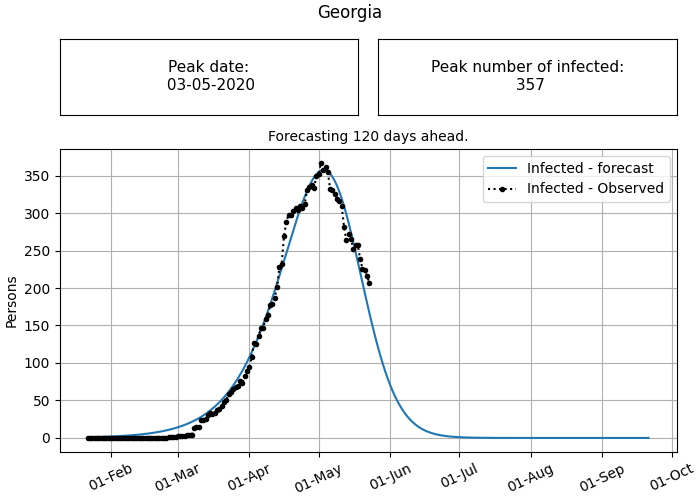 Georgia
Peak date:
03-05-2020
Peak number of infected:
357
Forecasting 120 days ahead.
Infected - forecast
Infected - Observed
Persons
350
300
250
200
150
100
50
0
01-Feb
01-Mar
01-Apr
01-May
01-Jun
01-Jul
01-Aug
01-Sep
01-Oct